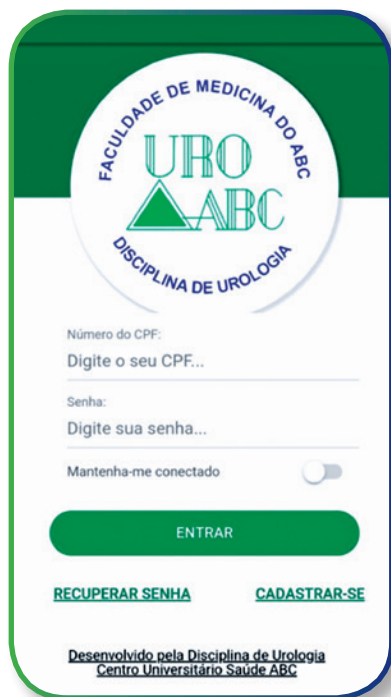 FACULDADE DE MEDICINA DO ABC
URO
ABC
DISCIPLINA DE UROLOGIA
Número do CPF:
Digite o seu CPF...
Senha:
Digite sua senha...
Mantenha-me conectado
ENTRAR
RECUPERAR SENHA CADASTRAR-SE
Desenvolvido pela Disciplina de Urologia
Centro Universitário Saúde ABC